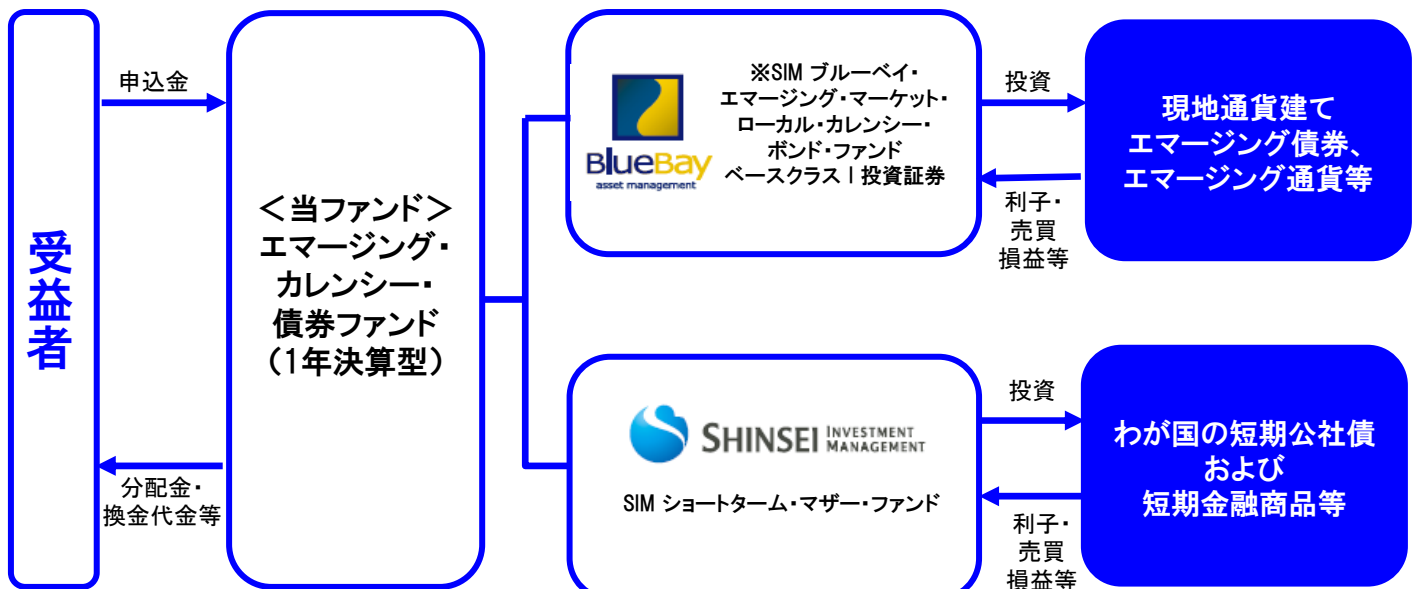 受益者
申込金
分配金・
換金代金等
<当ファンド>
エマージング・
カレンシー・
債券ファンド
(1年決算型)
BlueBay
asset management
※SIM ブルーベイ・
エマージング・マーケット・
ローカル・カレンシー・
ボンド・ファンド
ベースクラス I 投資証券
投資
利子・
売買
損益等
現地通貨建て
エマージング債券、
エマージング通貨等
SHINSEI INVESTMENT
MANAGEMENT
SIM ショートターム・マザー・ファンド
投資
利子・
売買
損益等
わが国の短期公社債
および
短期金融商品等